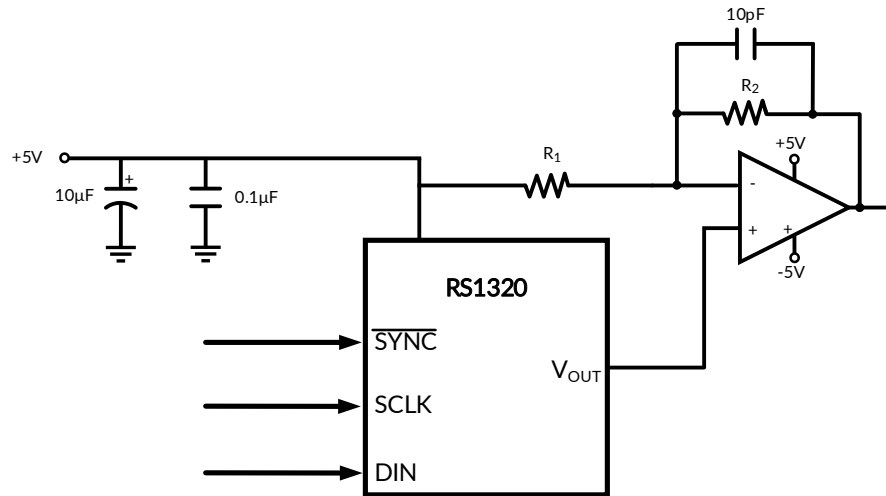 10pF
R2
+5V
R1
+5V
10µF
+
0.1µF
-
+
+
-5V
RS1320
SYNC
VOUT
SCLK
DIN